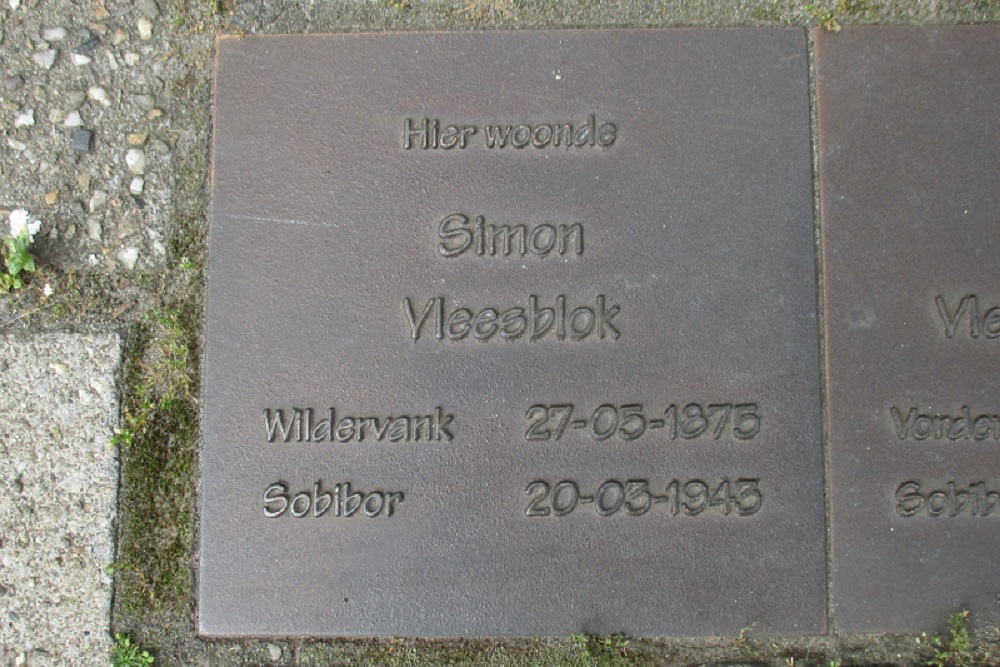 Hier woonde
Simon
Vleesblok
Wildervank 27-05-1875
Sobibor 20-03-1943